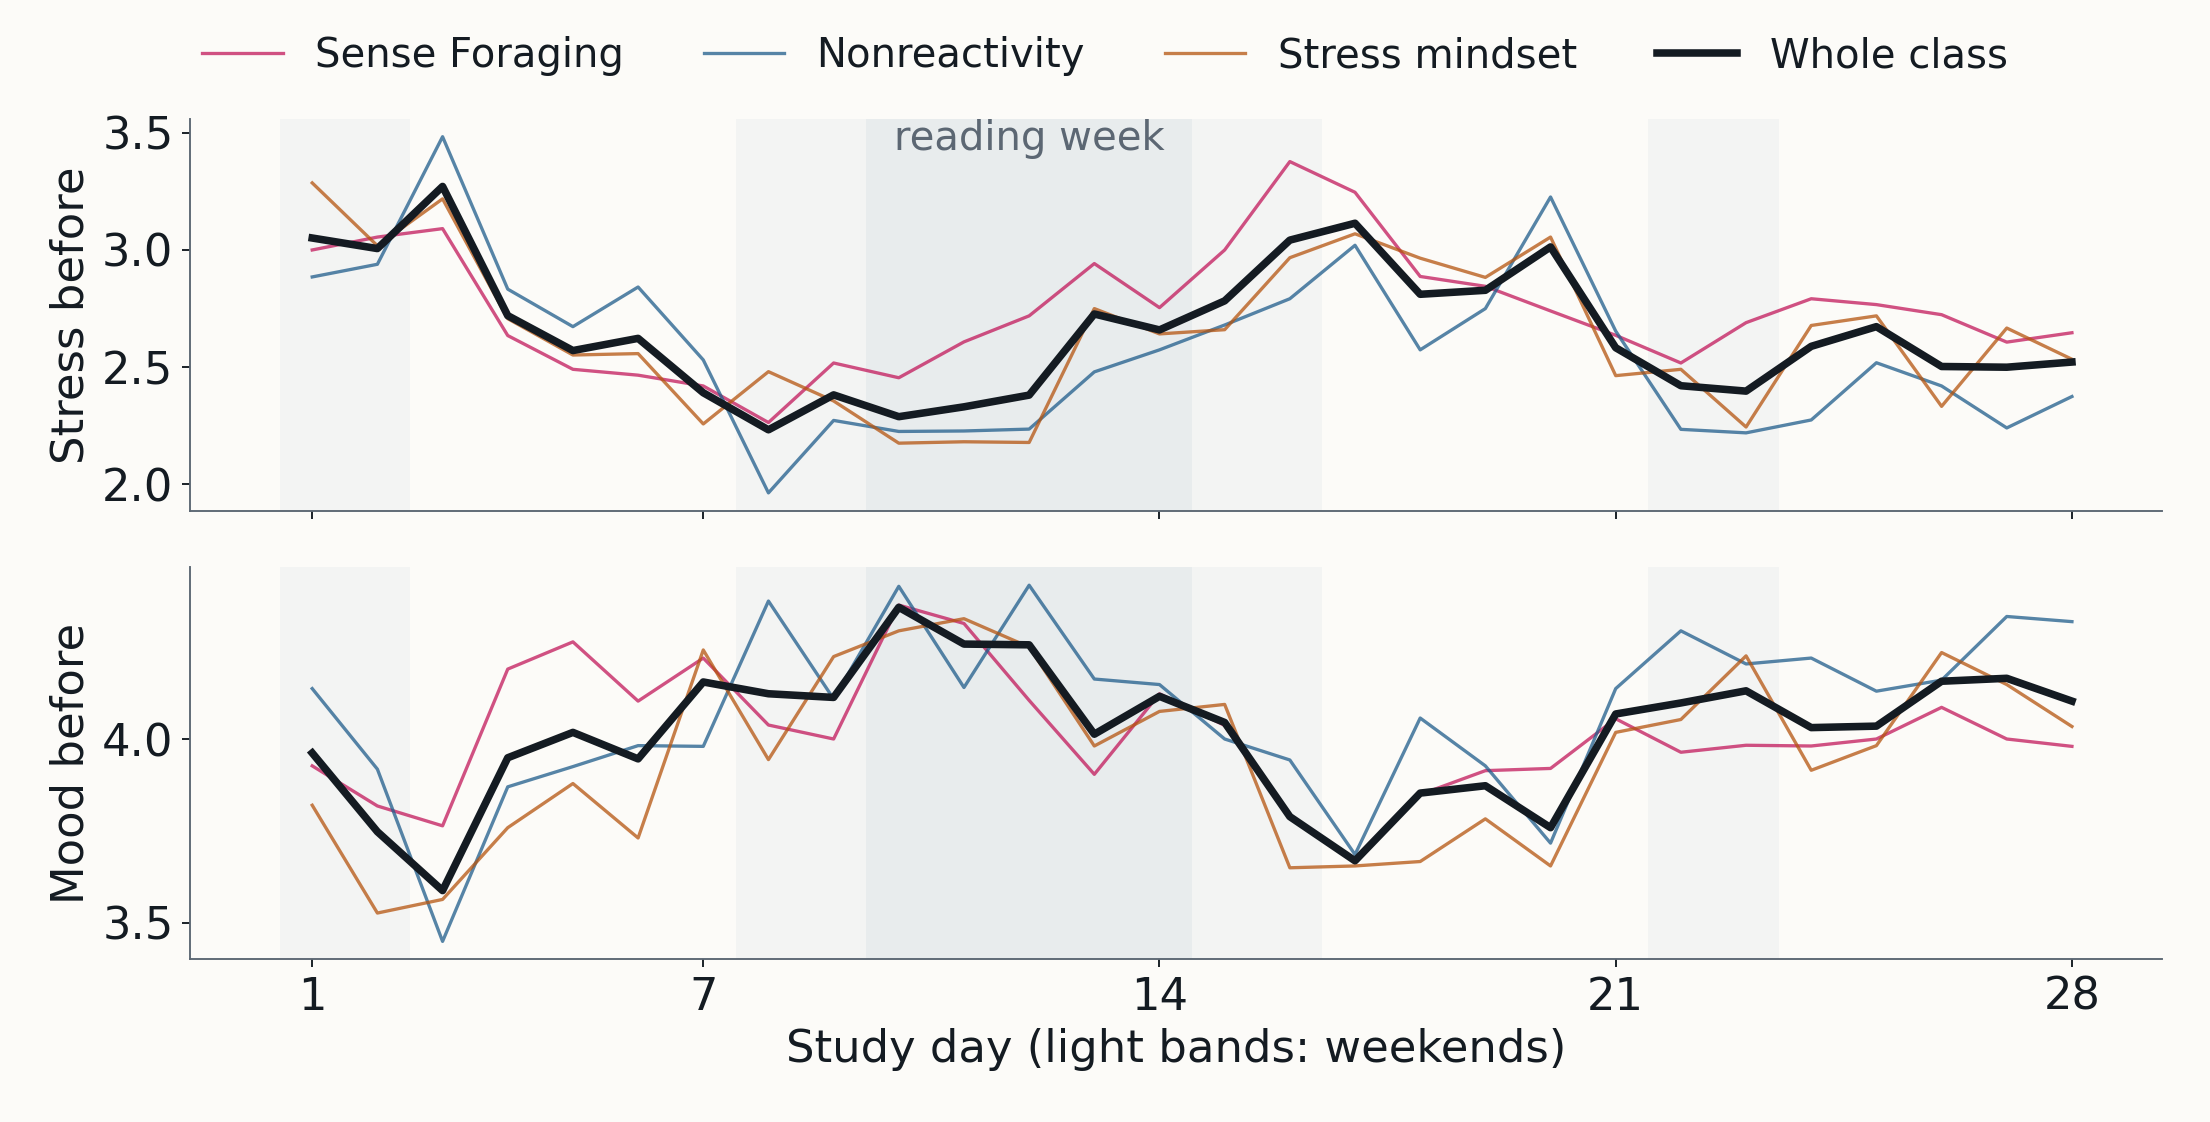 Sense Foraging Nonreactivity Stress mindset Whole class
reading week
Stress before
3.5
3.0
2.5
2.0
Mood before
4.0
3.5
1 7 14 21 28
Study day (light bands: weekends)